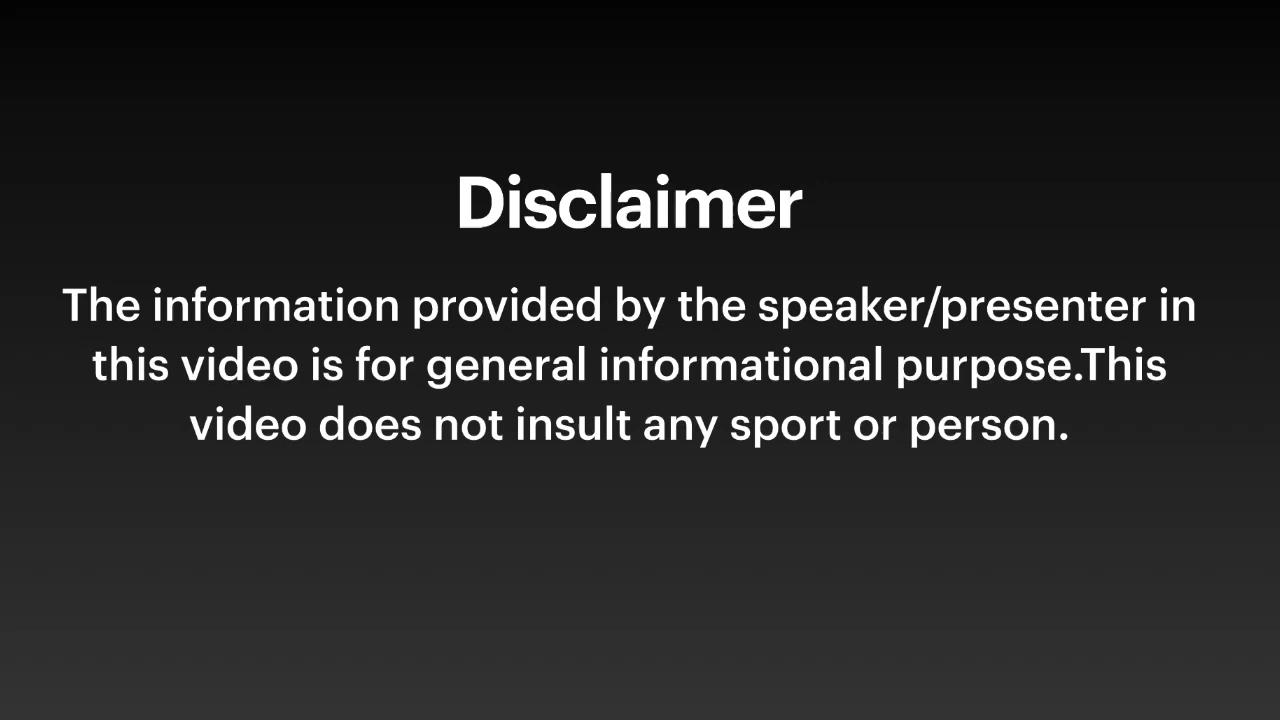 Disclaimer
The information provided by the speaker/presenter in
this video is for general informational purpose.This
video does not insult any sport or person.